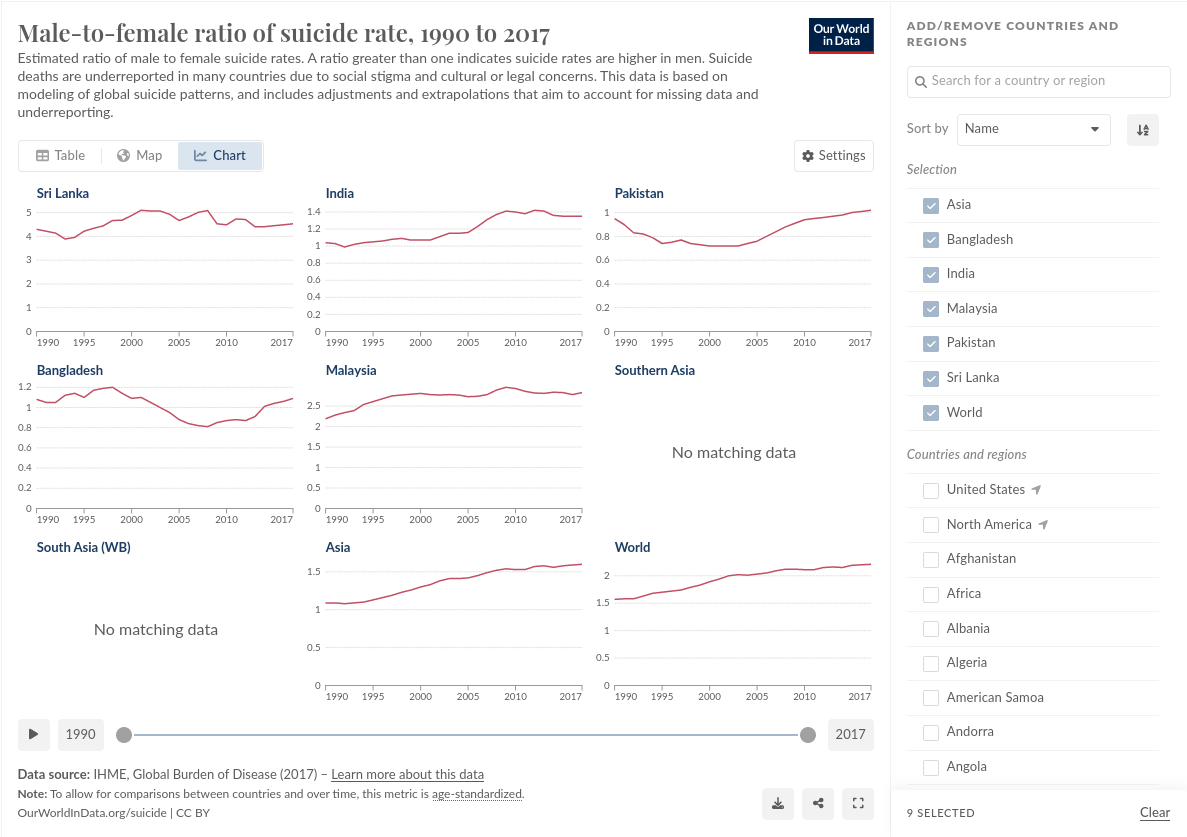 Male-to-female ratio of suicide rate, 1990 to 2017
Our World
in Data
Estimated ratio of male to female suicide rates. A ratio greater than one indicates suicide rates are higher in men. Suicide
deaths are underreported in many countries due to social stigma and cultural or legal concerns. This data is based on
modeling of global suicide patterns, and includes adjustments and extrapolations that aim to account for missing data and
underreporting.
Table
Map
Chart
Settings
Sri Lanka
5
4
3
2
1
0
1990 1995 2000 2005 2010 2017
India
1.4
1.2
1
0.8
0.6
0.4
0.2
0
1990 1995 2000 2005 2010 2017
Pakistan
1
0.8
0.6
0.4
0.2
0
1990 1995 2000 2005 2010 2017
Bangladesh
1.2
1
0.8
0.6
0.4
0.2
0
1990 1995 2000 2005 2010 2017
Malaysia
2.5
2
1.5
1
0.5
0
1990 1995 2000 2005 2010 2017
Southern Asia
No matching data
South Asia (WB)
No matching data
Asia
1.5
1
0.5
0
1990 1995 2000 2005 2010 2017
World
2
1.5
1
0.5
0
1990 1995 2000 2005 2010 2017
1990
2017
Data source: IHME, Global Burden of Disease (2017) – Learn more about this data
Note: To allow for comparisons between countries and over time, this metric is age-standardized.
OurWorldInData.org/suicide | CC BY
ADD/REMOVE COUNTRIES AND
REGIONS
Search for a country or region
Sort by
Name
Selection
Asia
Bangladesh
India
Malaysia
Pakistan
Sri Lanka
World
Countries and regions
United States
North America
Afghanistan
Africa
Albania
Algeria
American Samoa
Andorra
Angola
9 SELECTED
Clear